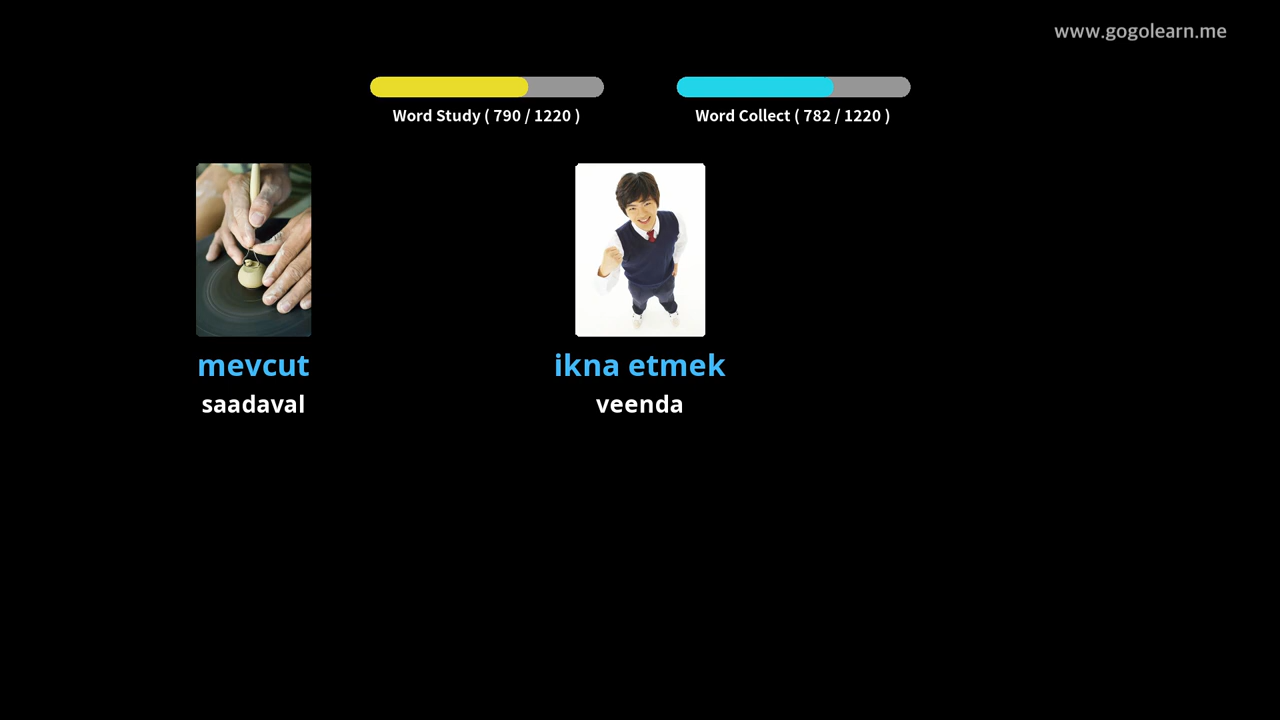 www.gogolearn.me
Word Study ( 790 / 1220 )
Word Collect ( 782 / 1220 )
mevcut
saadaval
ikna etmek
veenda